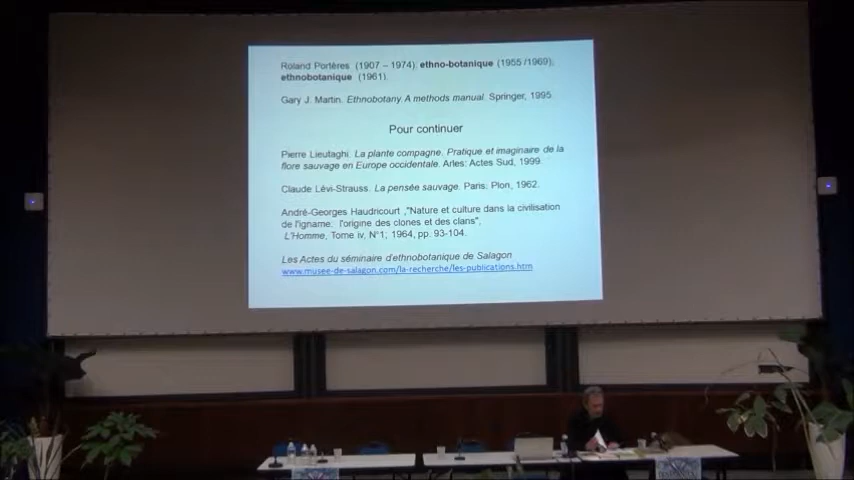 Roland Portères (1907 – 1974): ethno-botanique (1955 /1969);
ethnobotanique (1961).
Gary J. Martin. Ethnobotany. A methods manual. Springer, 1995.
Pour continuer
Pierre Lieutaghi. La plante compagne. Pratique et imaginaire de la
flore sauvage en Europe occidentale. Arles: Actes Sud, 1999.
Claude Lévi-Strauss. La pensée sauvage. Paris: Plon, 1962.
André-Georges Haudricourt ,"Nature et culture dans la civilisation
de l'igname: l'origine des clones et des clans",
L'Homme, Tome iv, N°1; 1964, pp. 93-104.
Les Actes du séminaire d'ethnobotanique de Salagon
www.musee-de-salagon.com/la-recherche/les-publications.htm